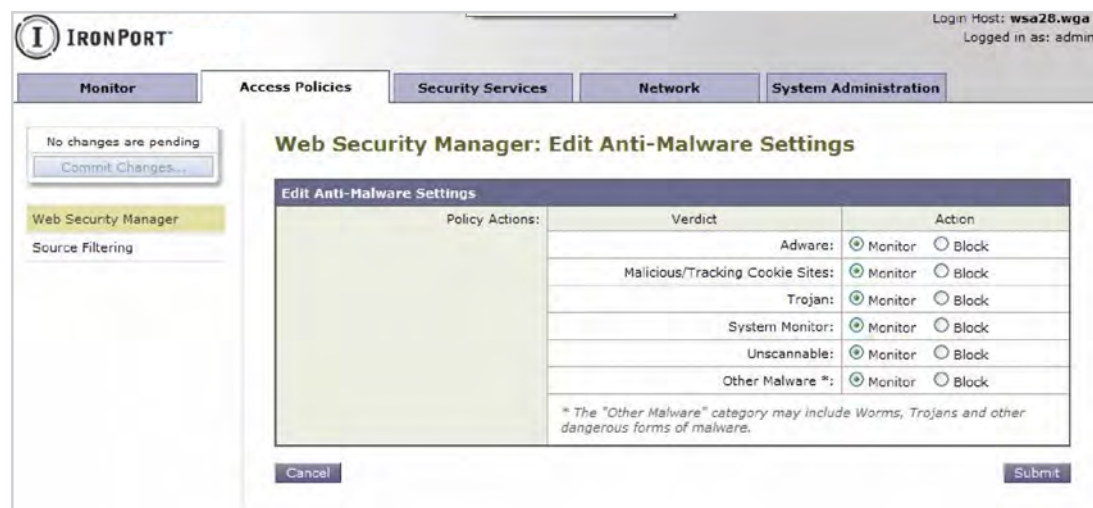 IRONPORT
Login Host: wsa28.wga
Logged in as: admin
Monitor Access Policies Security Services Network System Administration
No changes are pending
Commit Changes...
Web Security Manager
Source Filtering
Web Security Manager: Edit Anti-Malware Settings
Edit Anti-Malware Settings
Policy Actions: Verdict Action
Adware: Monitor Block
Malicious/Tracking Cookie Sites: Monitor Block
Trojan: Monitor Block
System Monitor: Monitor Block
Unscannable: Monitor Block
Other Malware *: Monitor Block
* The "Other Malware" category may include Worms, Trojans and other
dangerous forms of malware.
Cancel Submit